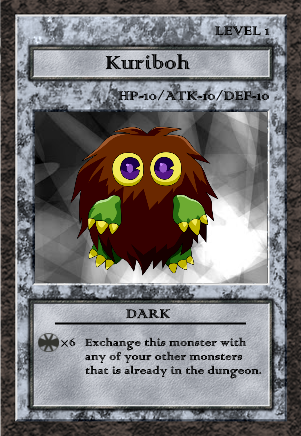 LEVEL 1
Kuriboh
HP-10/ATK-10/DEF-10
DARK
×6 Exchange this monster with
any of your other monsters
that is already in the dungeon.